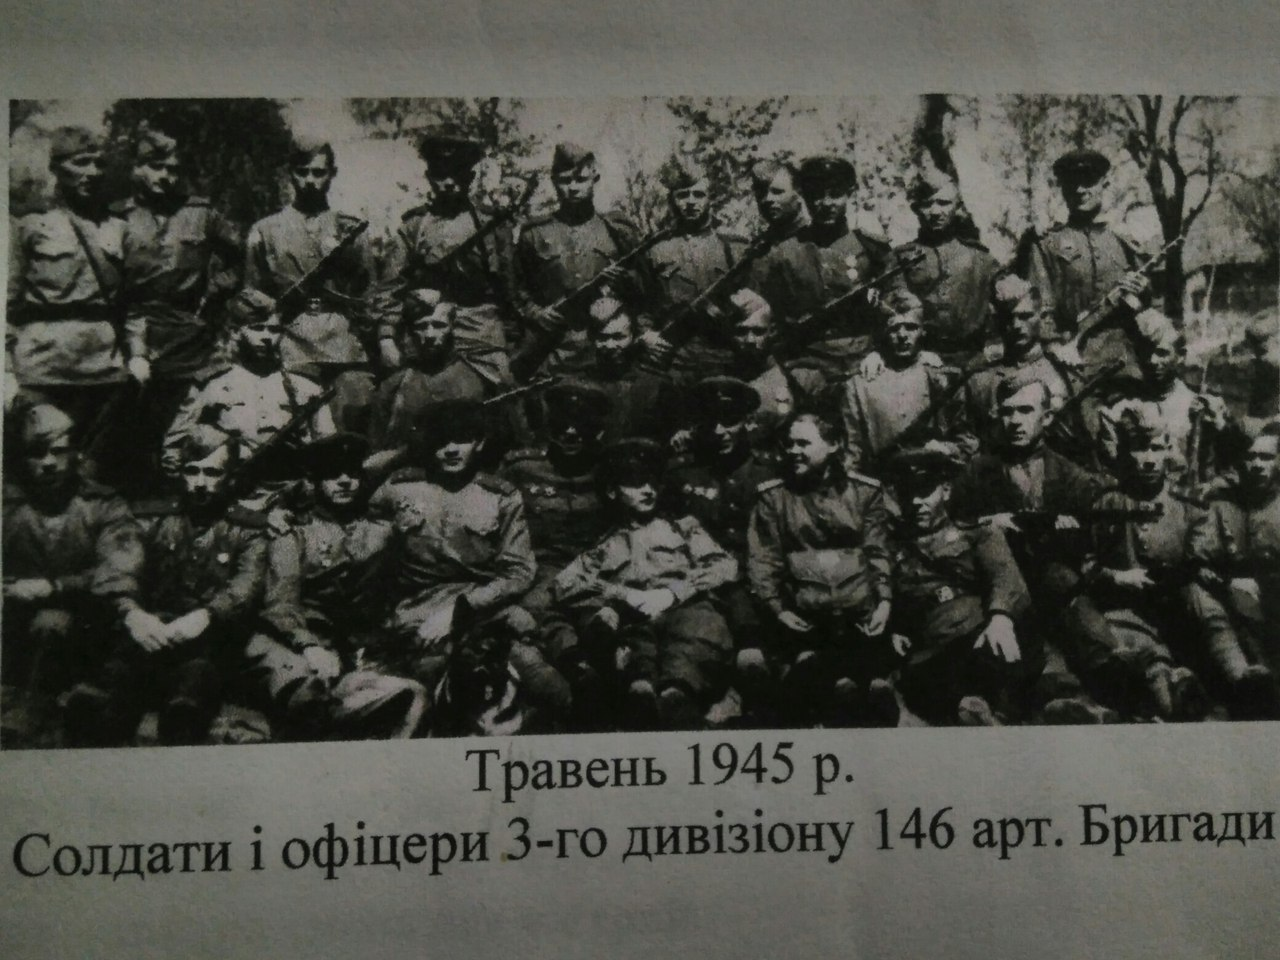 Травень 1945 р.
Солдати і офіцери 3-го дивізіону 146 арт. Бригади